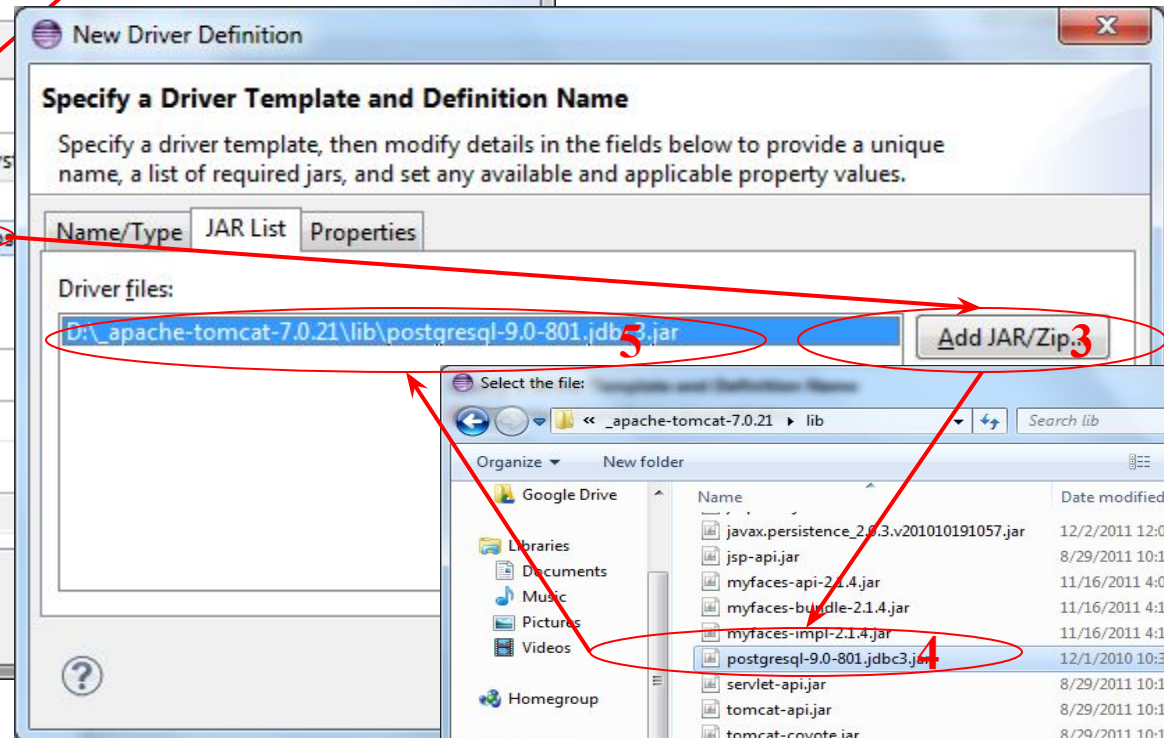 New Driver Definition
Specify a Driver Template and Definition Name
Specify a driver template, then modify details in the fields below to provide a unique
name, a list of required jars, and set any available and applicable property values.
Name/Type JAR List Properties
Driver files:
D:\_apache-tomcat-7.0.21\lib\postgresql-9.0-801.jdbc3.jar
5
Add JAR/Zip...
3
Select the file:
« _apache-tomcat-7.0.21 ▸ lib
Search lib
Organize New folder
Google Drive
Libraries
Documents
Music
Pictures
Videos
Homegroup
Name Date modified
javax.persistence_2.0.3.v201010191057.jar 12/2/2011 12:0
jsp-api.jar 8/29/2011 10:1
myfaces-api-2.1.4.jar 11/16/2011 4:0
myfaces-bundle-2.1.4.jar 11/16/2011 4:1
myfaces-impl-2.1.4.jar 11/16/2011 4:1
postgresql-9.0-801.jdbc3.jar 12/1/2010 10:3
4
servlet-api.jar 8/29/2011 10:1
tomcat-api.jar 8/29/2011 10:1
tomcat-coyote.jar 8/29/2011 10:1